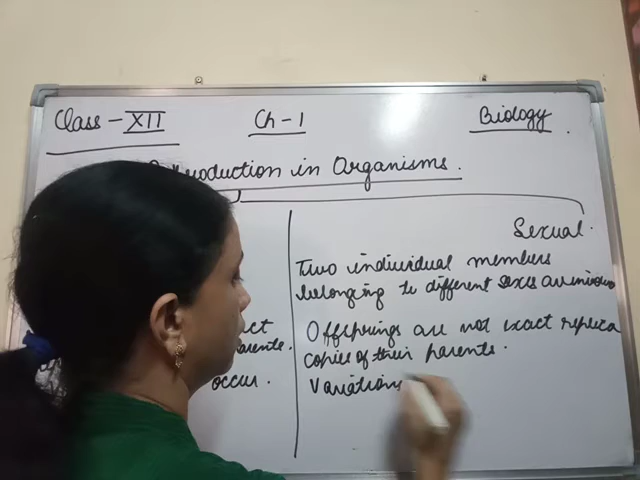 Class - XII Ch-1 Biology.
Reproduction in Organisms.
Sexual.
Two individual members
belonging to different sexes are involved
Offsprings are not exact replica
parents. copies of their parents.
occur. Variations